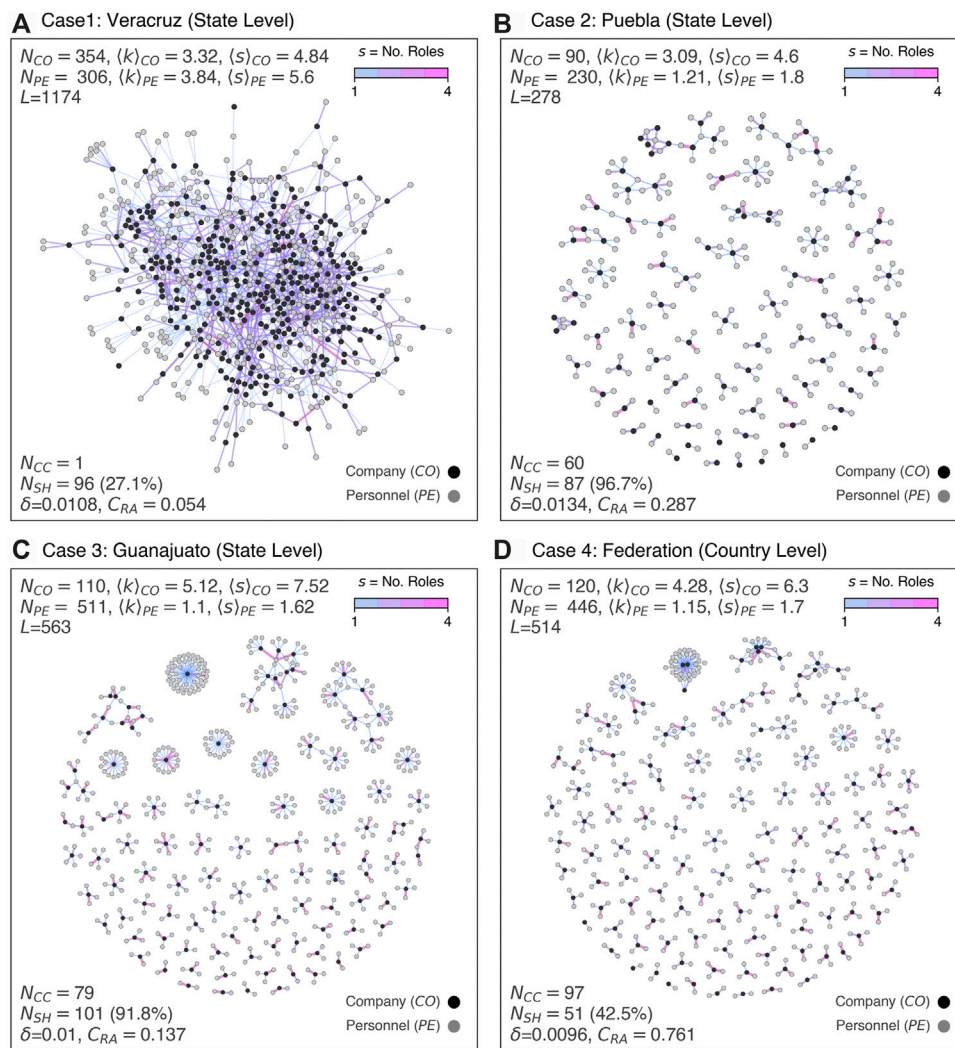 A Case1: Veracruz (State Level)
N_CO = 354, ⟨k⟩_CO = 3.32, ⟨s⟩_CO = 4.84
N_PE = 306, ⟨k⟩_PE = 3.84, ⟨s⟩_PE = 5.6
L=1174
s = No. Roles
1 4
N_CC = 1
N_SH = 96 (27.1%)
δ=0.0108, C_RA = 0.054
Company (CO)
Personnel (PE)
B Case 2: Puebla (State Level)
N_CO = 90, ⟨k⟩_CO = 3.09, ⟨s⟩_CO = 4.6
N_PE = 230, ⟨k⟩_PE = 1.21, ⟨s⟩_PE = 1.8
L=278
s = No. Roles
1 4
N_CC = 60
N_SH = 87 (96.7%)
δ=0.0134, C_RA = 0.287
Company (CO)
Personnel (PE)
C Case 3: Guanajuato (State Level)
N_CO = 110, ⟨k⟩_CO = 5.12, ⟨s⟩_CO = 7.52
N_PE = 511, ⟨k⟩_PE = 1.1, ⟨s⟩_PE = 1.62
L=563
s = No. Roles
1 4
N_CC = 79
N_SH = 101 (91.8%)
δ=0.01, C_RA = 0.137
Company (CO)
Personnel (PE)
D Case 4: Federation (Country Level)
N_CO = 120, ⟨k⟩_CO = 4.28, ⟨s⟩_CO = 6.3
N_PE = 446, ⟨k⟩_PE = 1.15, ⟨s⟩_PE = 1.7
L=514
s = No. Roles
1 4
N_CC = 97
N_SH = 51 (42.5%)
δ=0.0096, C_RA = 0.761
Company (CO)
Personnel (PE)